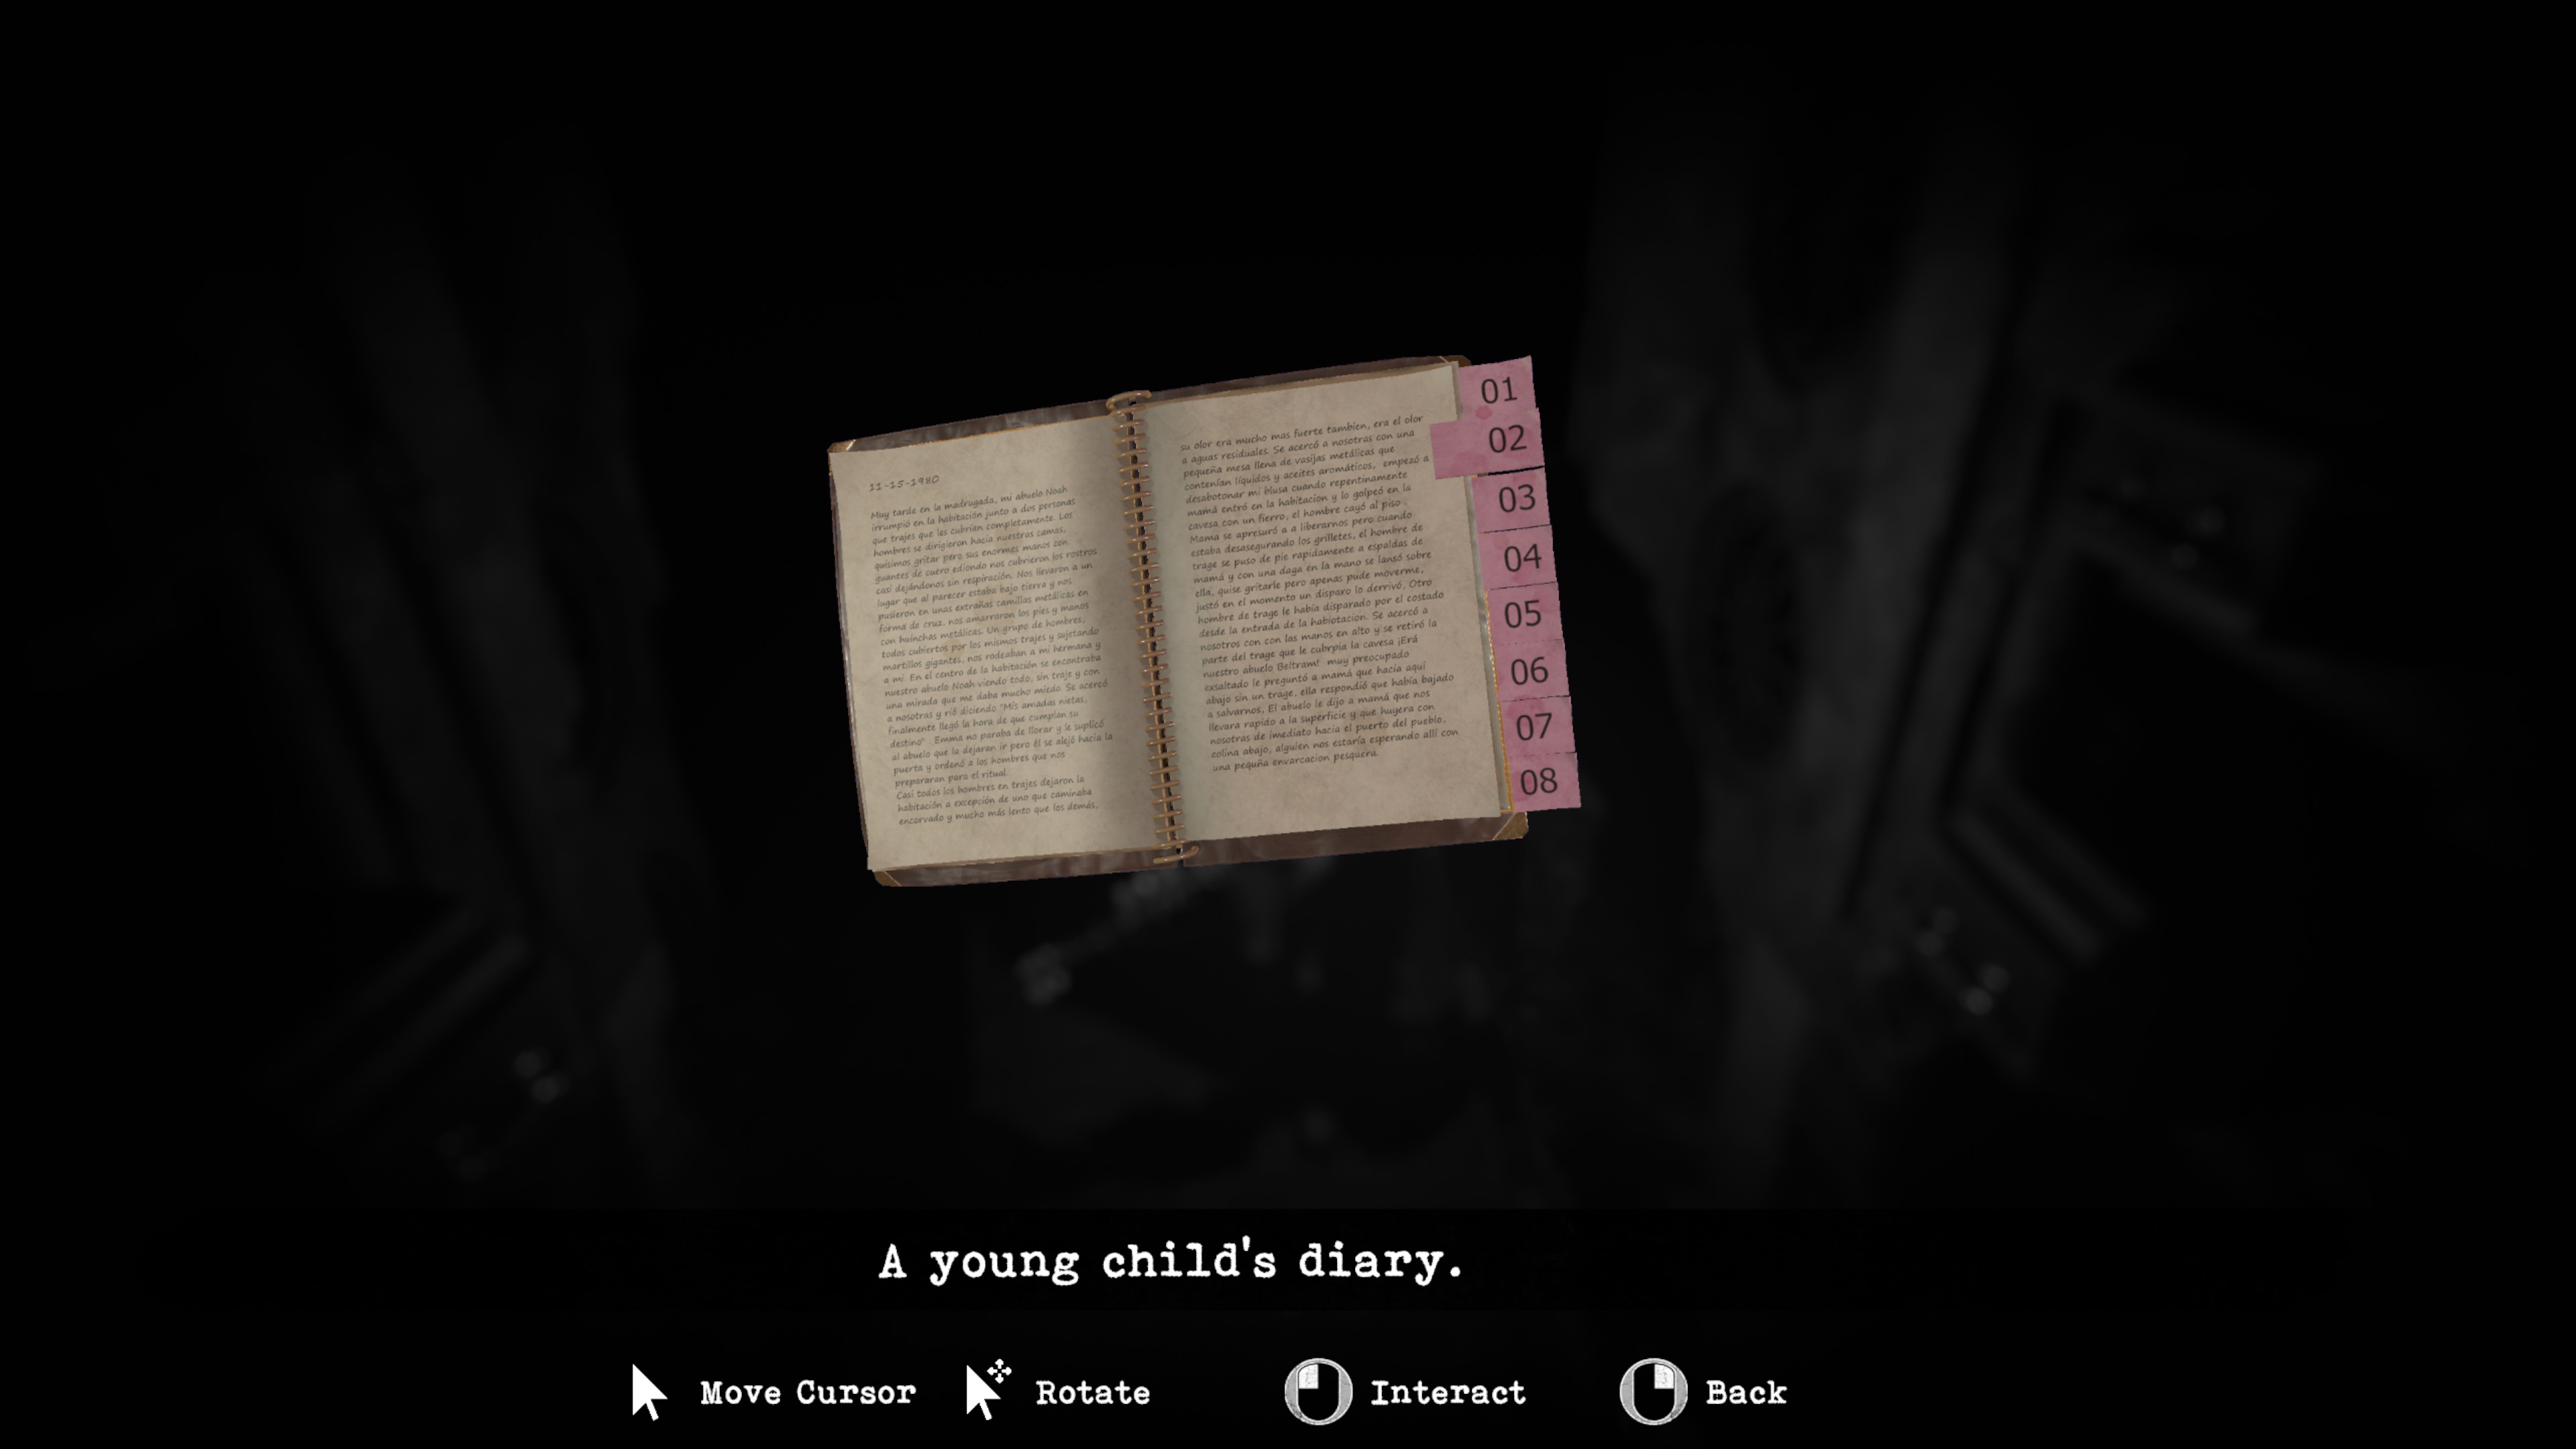 11-15-1980
Muy tarde en la madrugada, mi abuelo Noah
irrumpió en la habitación junto a dos personas
que trajes que les cubrían completamente. Los
hombres se dirigieron hacia nuestras camas,
quisimos gritar pero sus enormes manos con
guantes de cuero ediondo nos cubrieron los rostros
casi dejándonos sin respiración. Nos llevaron a un
lugar que al parecer estaba bajo tierra y nos
pusieron en unas extrañas camillas metálicas en
forma de cruz. nos amarraron los pies y manos
con huinchas metálicas. Un grupo de hombres,
todos cubiertos por los mismos trajes y sujetando
martillos gigantes, nos rodeaban a mi hermana y
a mi. En el centro de la habitación se encontraba
nuestro abuelo Noah viendo todo, sin traje y con
una mirada que me daba mucho miedo. Se acercó
a nosotras y rió diciendo "Mis amadas nietas,
finalmente llegó la hora de que cumplan su
destino". Emma no paraba de llorar y le suplicó
al abuelo que la dejaran ir pero él se alejó hacia la
puerta y ordenó a los hombres que nos
prepararan para el ritual.
Casi todos los hombres en trajes dejaron la
habitación a excepción de uno que caminaba
encorvado y mucho más lento que los demás,
su olor era mucho mas fuerte tambien, era el olor
a aguas residuales. Se acercó a nosotras con una
pequeña mesa llena de vasijas metálicas que
contenían líquidos y aceites aromáticos, empezó a
desabotonar mi blusa cuando repentinamente
mamá entró en la habitacion y lo golpeó en la
cavesa con un fierro, el hombre cayó al piso.
Mama se apresuró a a liberarnos pero cuando
estaba desasegurando los grilletes, el hombre de
trage se puso de pie rapidamente a espaldas de
mamá y con una daga en la mano se lansó sobre
ella, quise gritarle pero apenas pude moverme,
justó en el momento un disparo lo derrivó, Otro
hombre de trage le había disparado por el costado
desde la entrada de la habiotacion. Se acercó a
nosotros con con las manos en alto y se retiró la
parte del trage que le cubrpia la cavesa ¡Erá
nuestro abuelo Beltram! muy preocupado
exsaltado le preguntó a mamá que hacia aquí
abajo sin un trage, ella respondió que había bajado
a salvarnos, El abuelo le dijo a mamá que nos
llevara rapido a la superficie y que huyera con
nosotras de imediato hacia el puerto del pueblo,
colina abajo, alguien nos estaría esperando allí con
una pequña envarcacion pesquera.
01
02
03
04
05
06
07
08
A young child's diary.
Move Cursor Rotate Interact Back